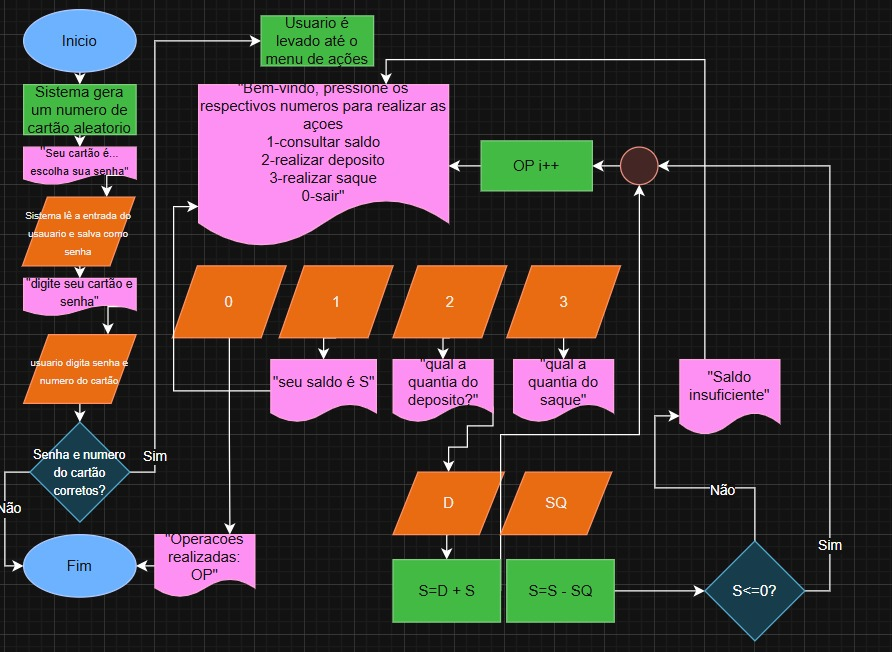 Inicio
Sistema gera
um numero de
cartão aleatorio
"Seu cartão é...
escolha sua senha"
Sistema lê a entrada do
usauario e salva como
senha
"digite seu cartão e
senha"
usuario digita senha e
numero do cartão
Senha e numero
do cartão
corretos?
Sim
Não
Fim
Usuario é
levado até o
menu de ações
"Bem-vindo, pressione os
respectivos numeros para realizar as
açoes
1-consultar saldo
2-realizar deposito
3-realizar saque
0-sair"
OP i++
0
1
2
3
"seu saldo é S"
"qual a
quantia do
deposito?"
"qual a
quantia do
saque"
"Saldo
insuficiente"
D
SQ
S=D + S
S=S - SQ
S<=0?
Não
Sim
"Operacoes
realizadas:
OP"